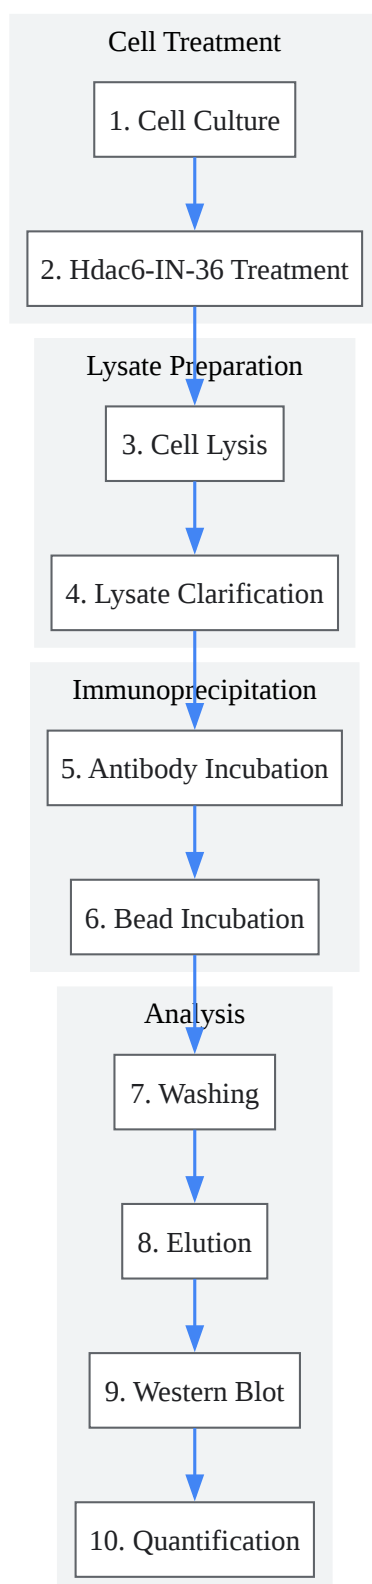 Cell Treatment
1. Cell Culture
2. Hdac6-IN-36 Treatment
Lysate Preparation
3. Cell Lysis
4. Lysate Clarification
Immunoprecipitation
5. Antibody Incubation
6. Bead Incubation
Analysis
7. Washing
8. Elution
9. Western Blot
10. Quantification